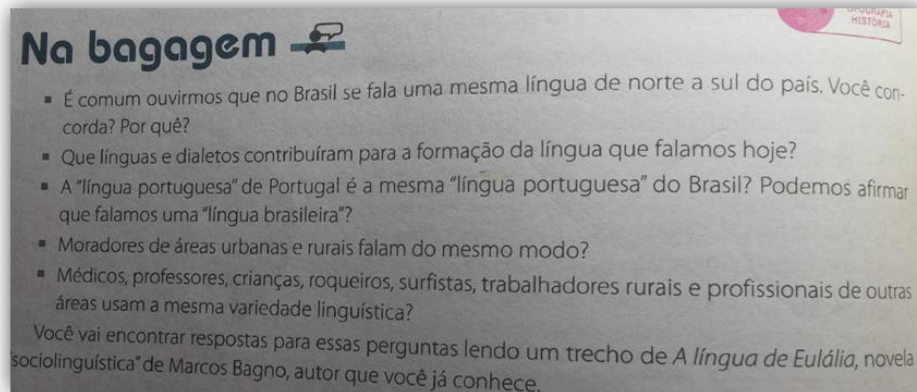 GEOGRAFIA
HISTÓRIA
Na bagagem
▪ É comum ouvirmos que no Brasil se fala uma mesma língua de norte a sul do país. Você con-
corda? Por quê?
▪ Que línguas e dialetos contribuíram para a formação da língua que falamos hoje?
▪ A "língua portuguesa" de Portugal é a mesma "língua portuguesa" do Brasil? Podemos afirmar
que falamos uma "língua brasileira"?
▪ Moradores de áreas urbanas e rurais falam do mesmo modo?
▪ Médicos, professores, crianças, roqueiros, surfistas, trabalhadores rurais e profissionais de outras
áreas usam a mesma variedade linguística?
Você vai encontrar respostas para essas perguntas lendo um trecho de A língua de Eulália, novela
"sociolinguística" de Marcos Bagno, autor que você já conhece.